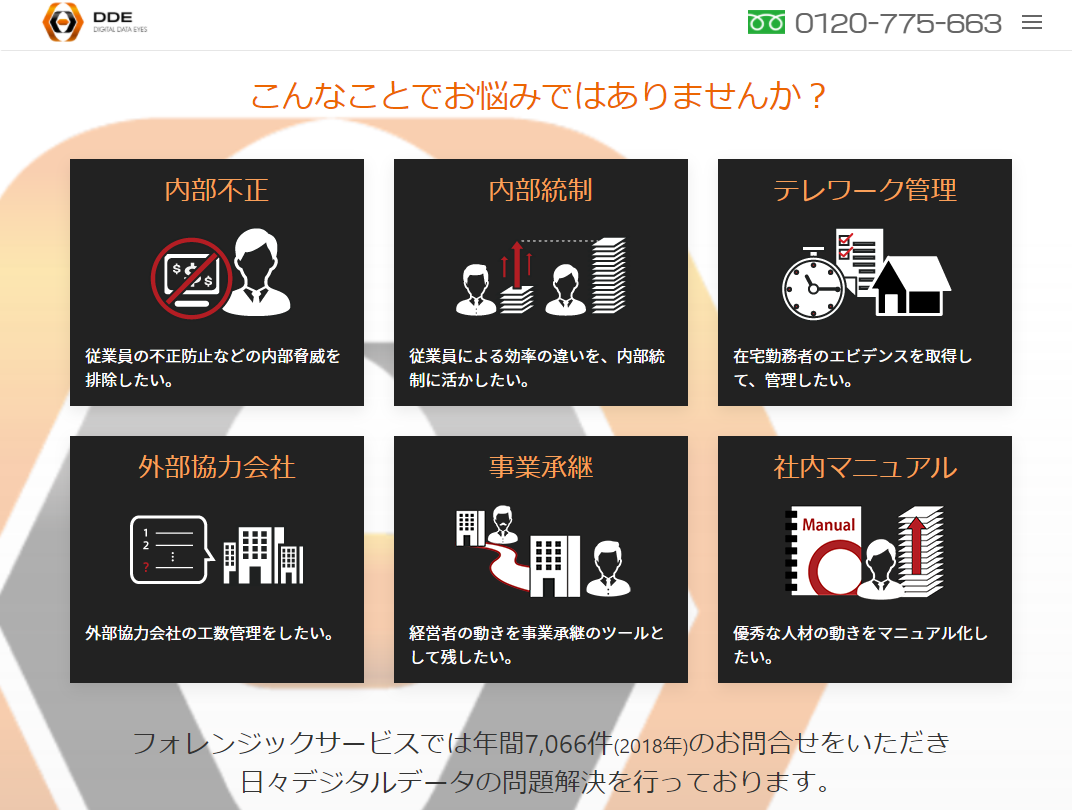 DDE
DIGITAL DATA EYES
0120-775-663
こんなことでお悩みではありませんか？
内部不正
$ $ $
従業員の不正防止などの内部脅威を
排除したい。
内部統制
従業員による効率の違いを、内部統
制に活かしたい。
テレワーク管理
在宅勤務者のエビデンスを取得し
て、管理したい。
外部協力会社
1
2
?
外部協力会社の工数管理をしたい。
事業承継
経営者の動きを事業承継のツールと
して残したい。
社内マニュアル
Manual
優秀な人材の動きをマニュアル化し
たい。
フォレンジックサービスでは年間7,066件(2018年)のお問合せをいただき
日々デジタルデータの問題解決を行っております。